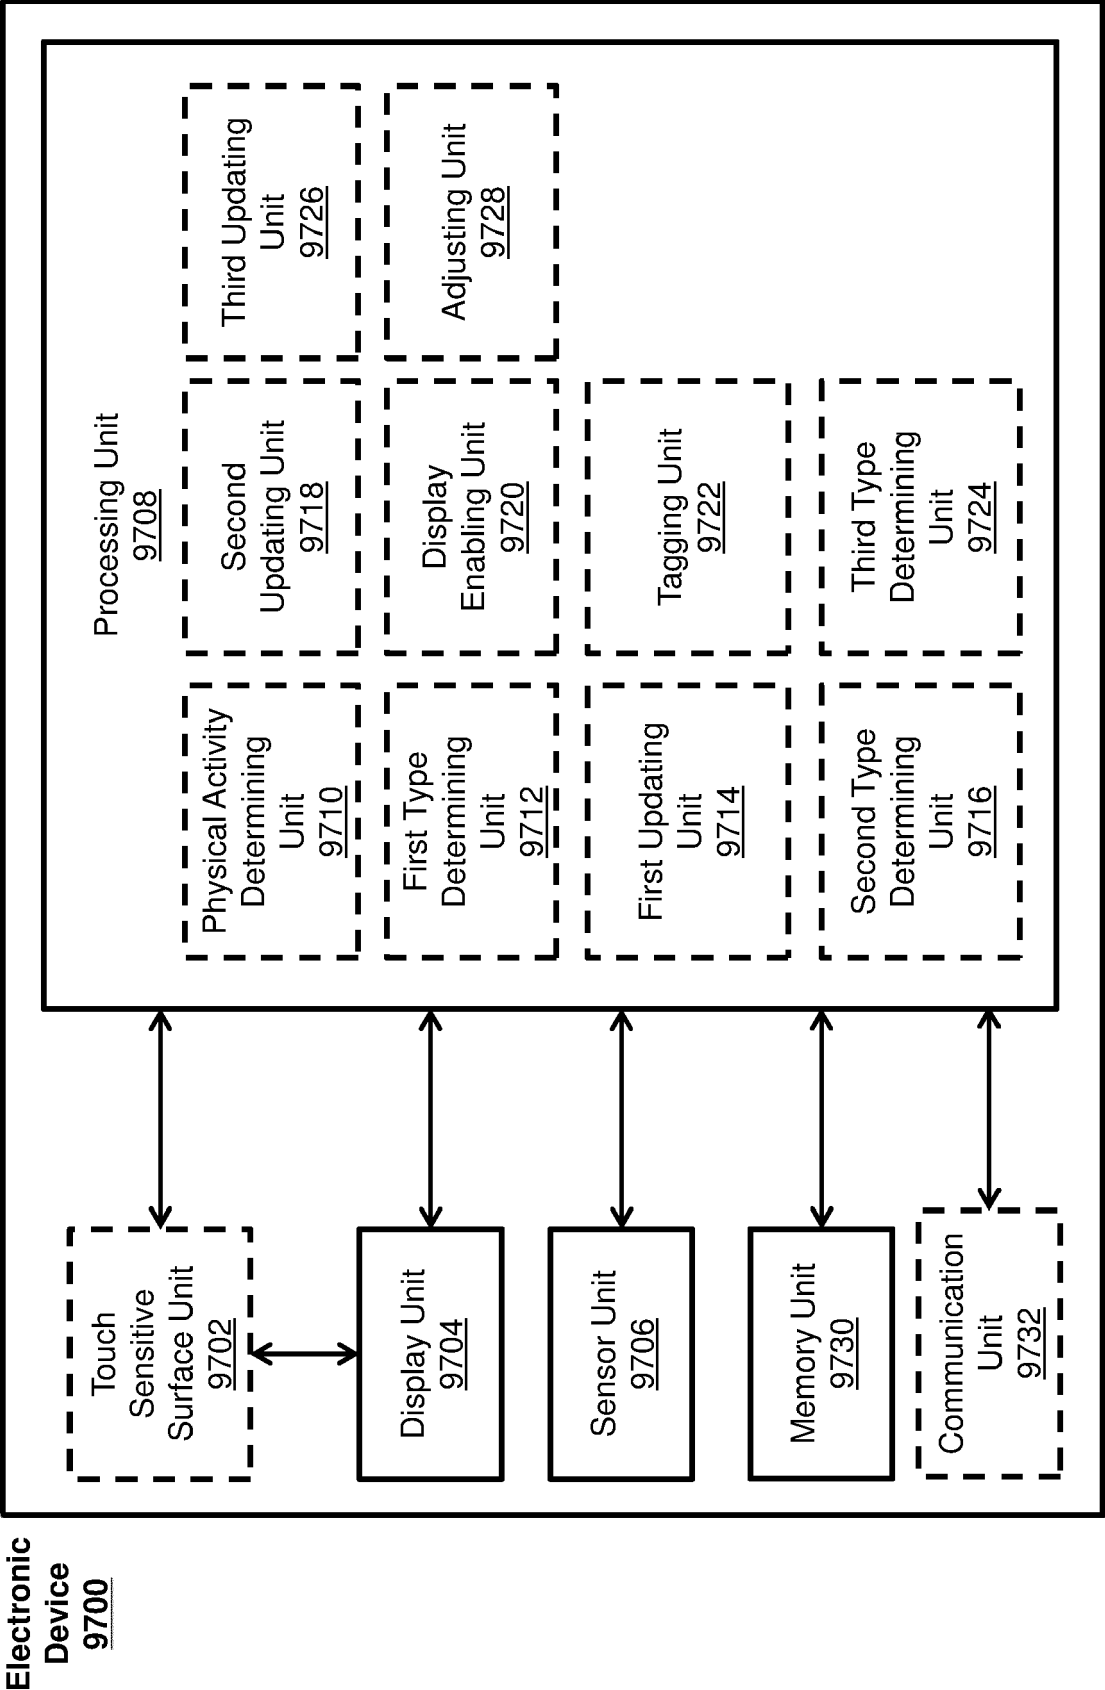 Electronic
Device
9700
Touch
Sensitive
Surface Unit
9702
Display Unit
9704
Sensor Unit
9706
Memory Unit
9730
Communication
Unit
9732
Processing Unit
9708
Physical Activity
Determining
Unit
9710
First Type
Determining
Unit
9712
First Updating
Unit
9714
Second Type
Determining
Unit
9716
Second
Updating Unit
9718
Display
Enabling Unit
9720
Tagging Unit
9722
Third Type
Determining
Unit
9724
Third Updating
Unit
9726
Adjusting Unit
9728